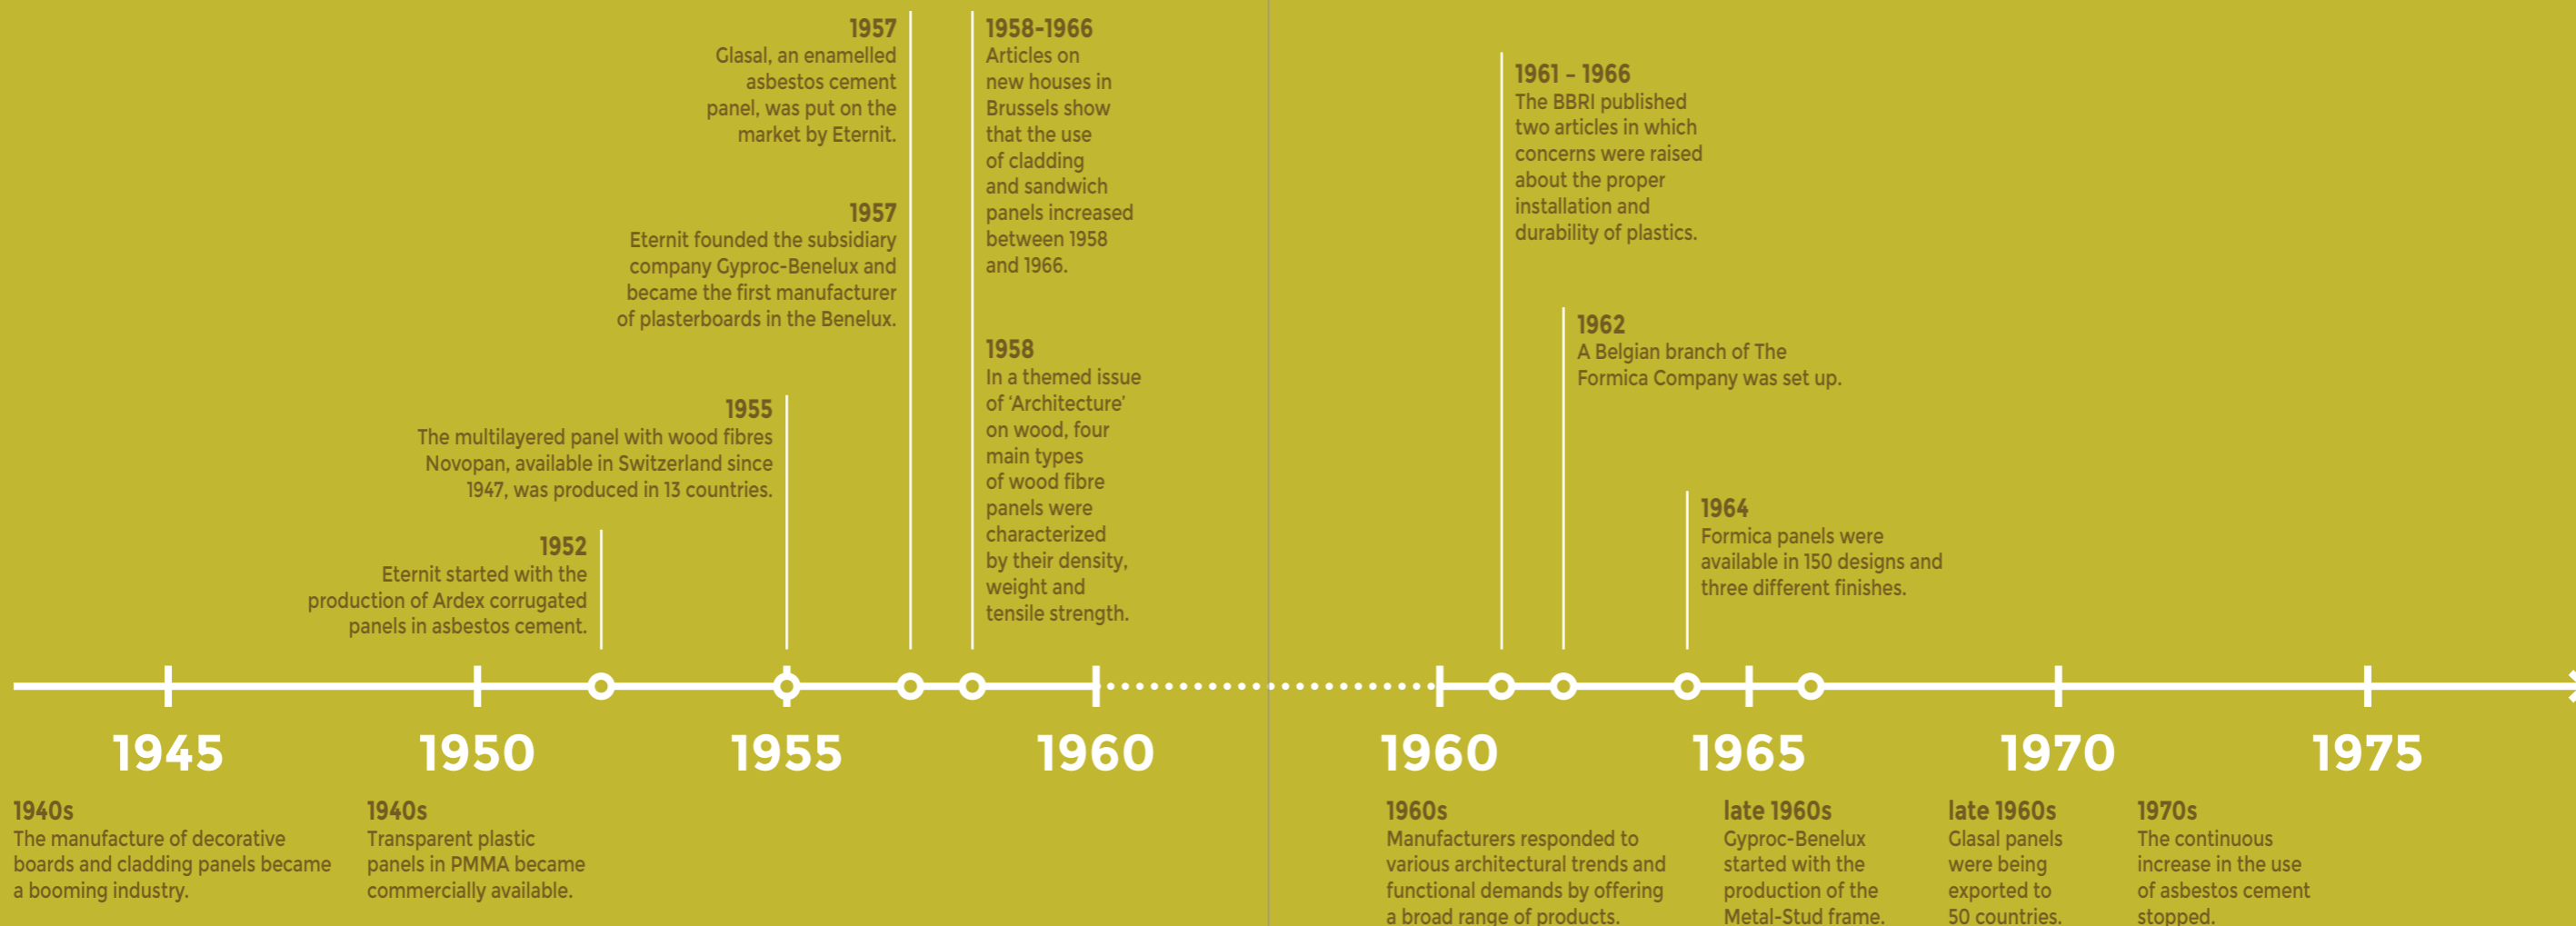 1957
Glasal, an enamelled
asbestos cement
panel, was put on the
market by Eternit.
1957
Eternit founded the subsidiary
company Gyproc-Benelux and
became the first manufacturer
of plasterboards in the Benelux.
1955
The multilayered panel with wood fibres
Novopan, available in Switzerland since
1947, was produced in 13 countries.
1952
Eternit started with the
production of Ardex corrugated
panels in asbestos cement.
1958-1966
Articles on
new houses in
Brussels show
that the use
of cladding
and sandwich
panels increased
between 1958
and 1966.
1958
In a themed issue
of ‘Architecture’
on wood, four
main types
of wood fibre
panels were
characterized
by their density,
weight and
tensile strength.
1961 – 1966
The BBRI published
two articles in which
concerns were raised
about the proper
installation and
durability of plastics.
1962
A Belgian branch of The
Formica Company was set up.
1964
Formica panels were
available in 150 designs and
three different finishes.
1945
1950
1955
1960
1960
1965
1970
1975
1940s
The manufacture of decorative
boards and cladding panels became
a booming industry.
1940s
Transparent plastic
panels in PMMA became
commercially available.
1960s
Manufacturers responded to
various architectural trends and
functional demands by offering
a broad range of products.
late 1960s
Gyproc-Benelux
started with the
production of the
Metal-Stud frame.
late 1960s
Glasal panels
were being
exported to
50 countries.
1970s
The continuous
increase in the use
of asbestos cement
stopped.